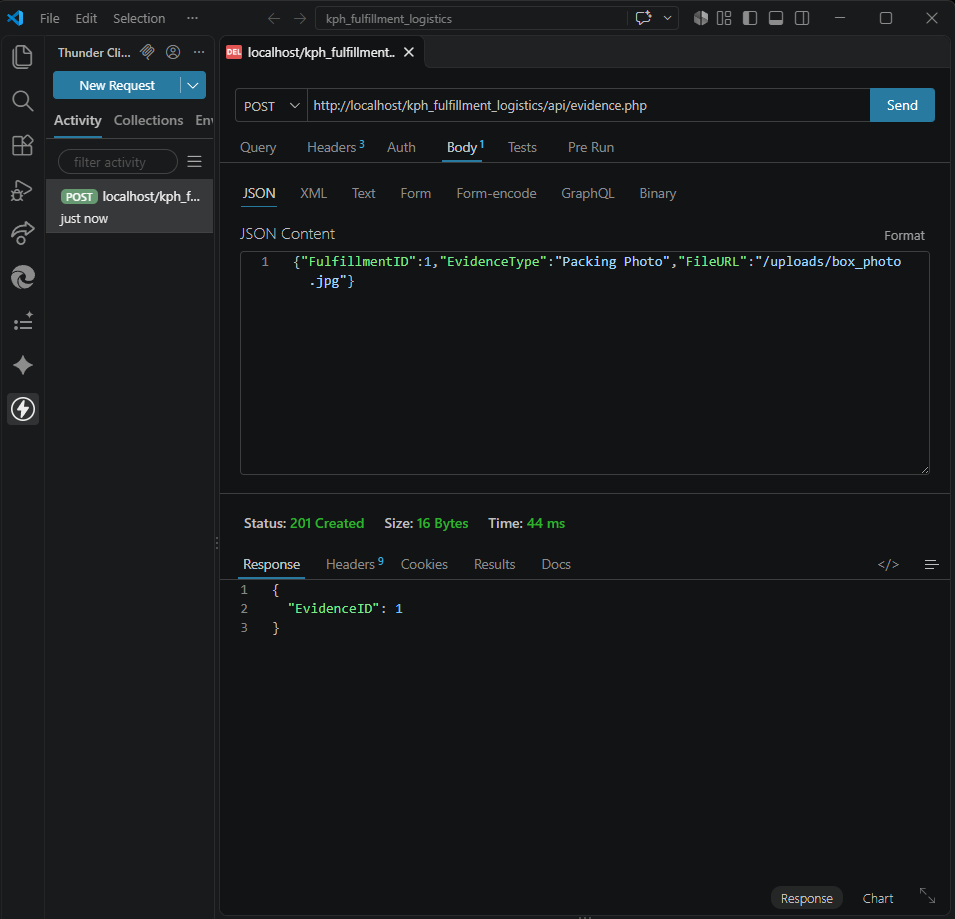 File Edit Selection ··· kph_fulfillment_logistics
Thunder Cli... ···
New Request
Activity Collections Env
filter activity
POST localhost/kph_f...
just now
DEL localhost/kph_fulfillment..
POST http://localhost/kph_fulfillment_logistics/api/evidence.php Send
Query Headers 3 Auth Body 1 Tests Pre Run
JSON XML Text Form Form-encode GraphQL Binary
JSON Content Format
1 {"FulfillmentID":1,"EvidenceType":"Packing Photo","FileURL":"/uploads/box_photo
.jpg"}
Status: 201 Created Size: 16 Bytes Time: 44 ms
Response Headers 9 Cookies Results Docs </>
1 {
2 "EvidenceID": 1
3 }
Response Chart